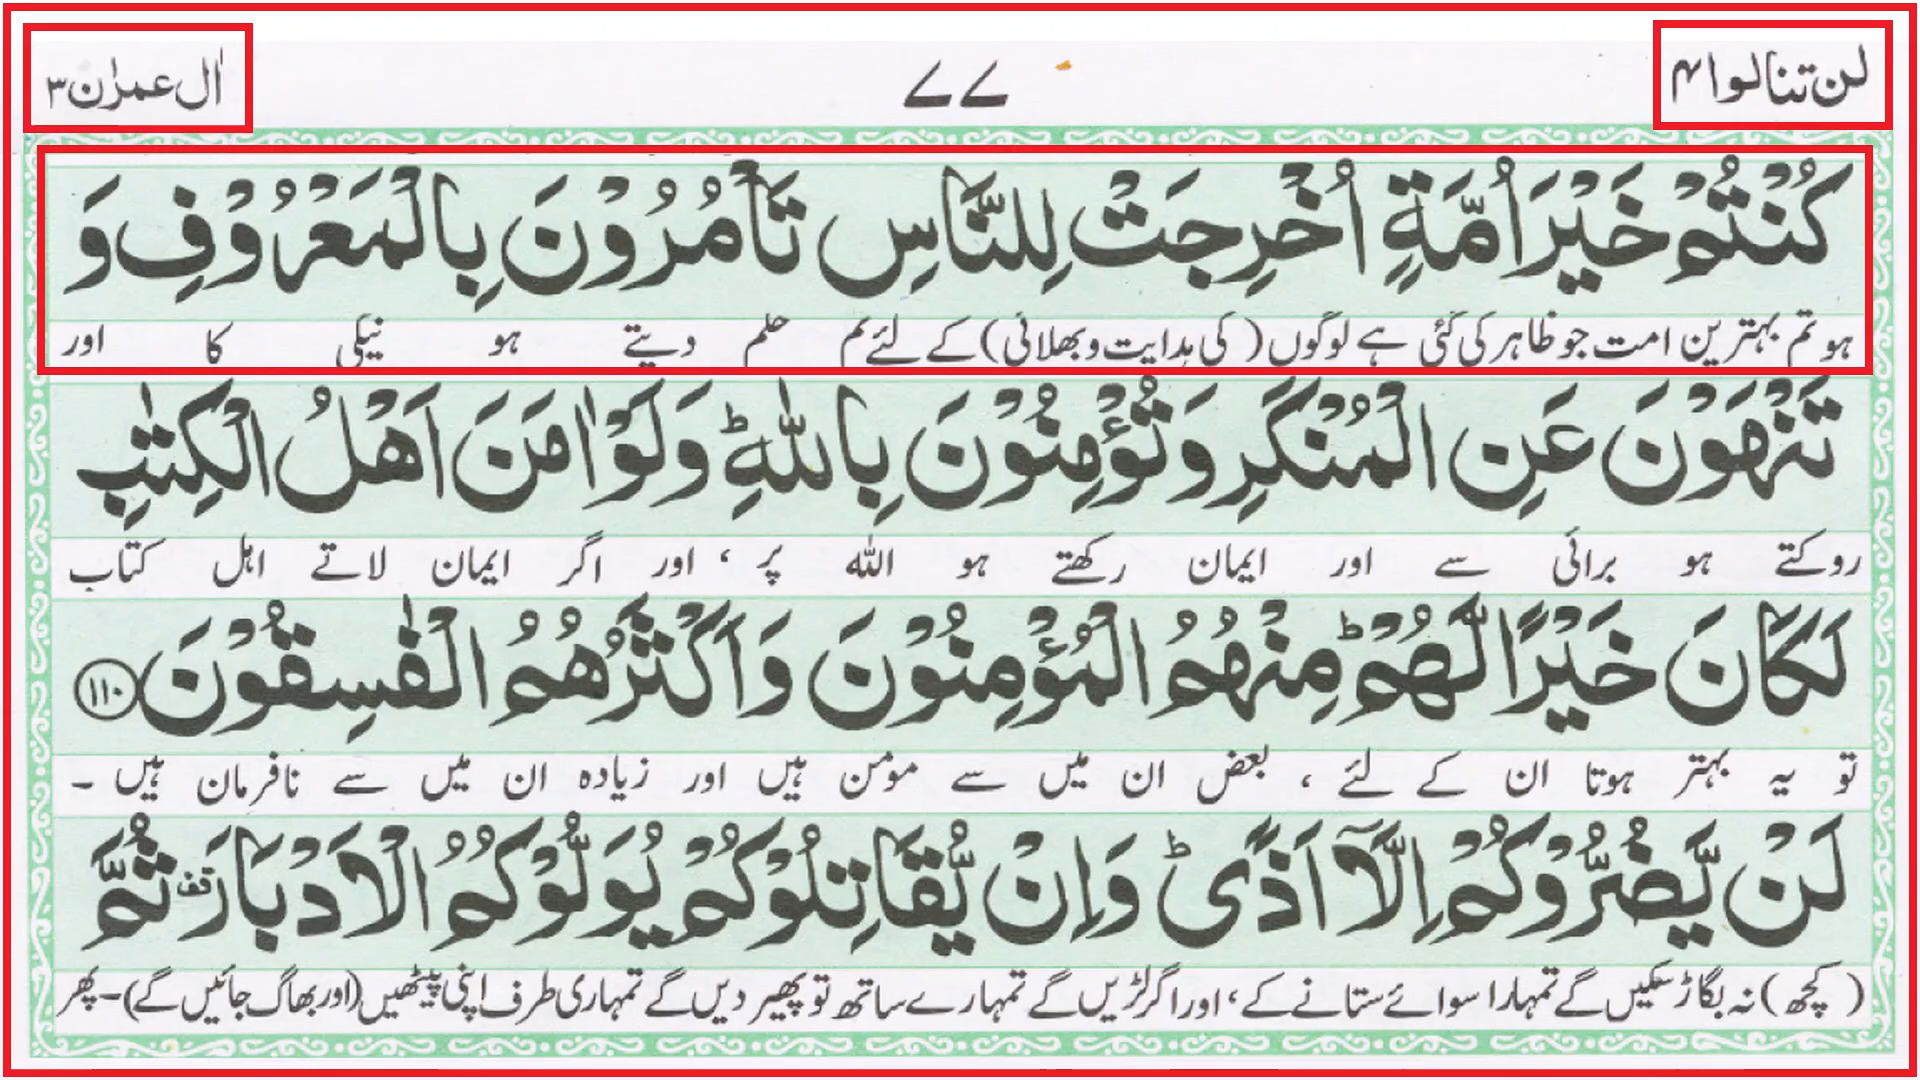 لن تنالوا ۴ ۷۷ اٰل عمرٰن ۳
كُنْتُمْ خَيْرَ اُمَّةٍ اُخْرِجَتْ لِلنَّاسِ تَاْمُرُوْنَ بِالْمَعْرُوْفِ وَ
ہو تم بہترین امت جو ظاہر کی گئی ہے لوگوں (کی ہدایت و بھلائی) کے لئے تم حکم دیتے ہو نیکی کا اور
تَنْهَوْنَ عَنِ الْمُنْكَرِ وَتُؤْمِنُوْنَ بِاللّٰهِ ؕ وَلَوْ اٰمَنَ اَهْلُ الْكِتٰبِ
روکتے ہو برائی سے اور ایمان رکھتے ہو اللہ پر ، اور اگر ایمان لاتے اہل کتاب
لَكَانَ خَيْرًا لَّهُمْ ؕ مِنْهُمُ الْمُؤْمِنُوْنَ وَاَكْثَرُهُمُ الْفٰسِقُوْنَ ۝۱۱۰
تو یہ بہتر ہوتا ان کے لئے ، بعض ان میں سے مومن ہیں اور زیادہ ان میں سے نافرمان ہیں ۔
لَنْ يَّضُرُّوْكُمْ اِلَّاۤ اَذًى ؕ وَاِنْ يُّقَاتِلُوْكُمْ يُوَلُّوْكُمُ الْاَدْبَارَ قف ثُمَّ
(کچھ) نہ بگاڑ سکیں گے تمہارا سوائے ستانے کے ، اور اگر لڑیں گے تمہارے ساتھ تو پھیر دیں گے تمہاری طرف اپنی پیٹھیں (اور بھاگ جائیں گے)۔ پھر